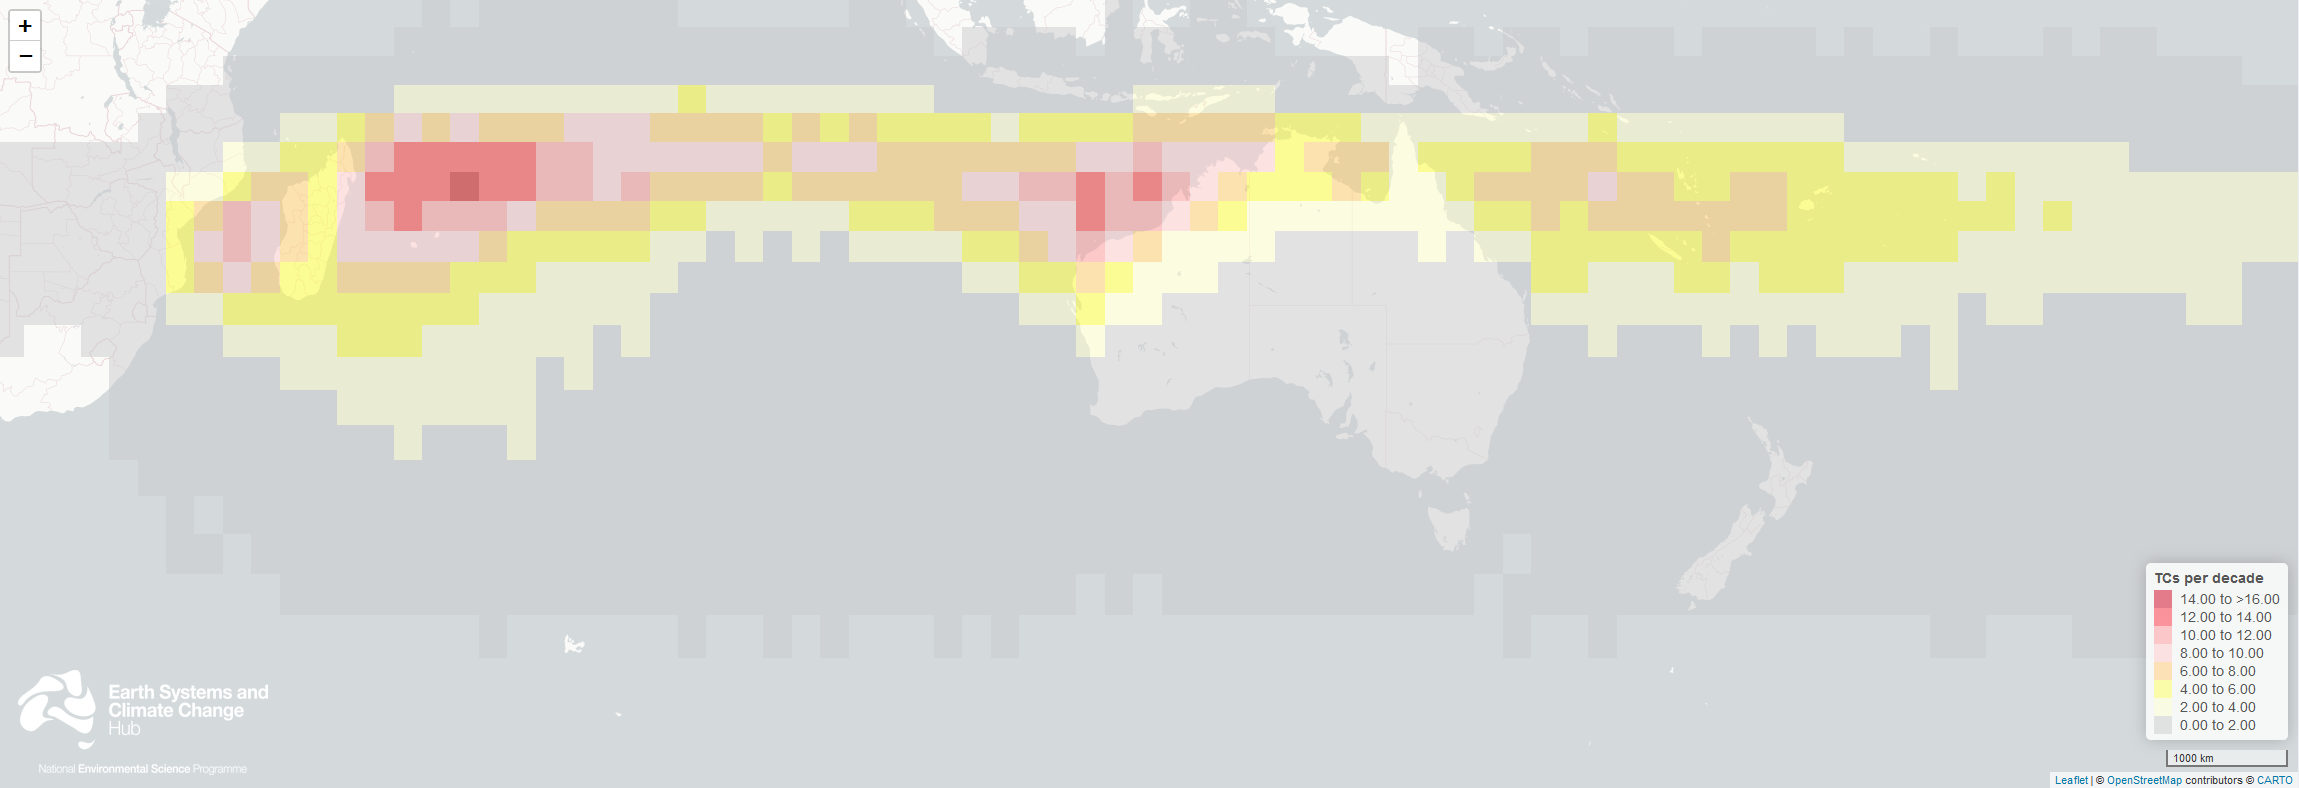 +
−
TCs per decade
14.00 to >16.00
12.00 to 14.00
10.00 to 12.00
8.00 to 10.00
6.00 to 8.00
4.00 to 6.00
2.00 to 4.00
0.00 to 2.00
Earth Systems and
Climate Change
Hub
National Environmental Science Programme
1000 km
Leaflet | © OpenStreetMap contributors © CARTO